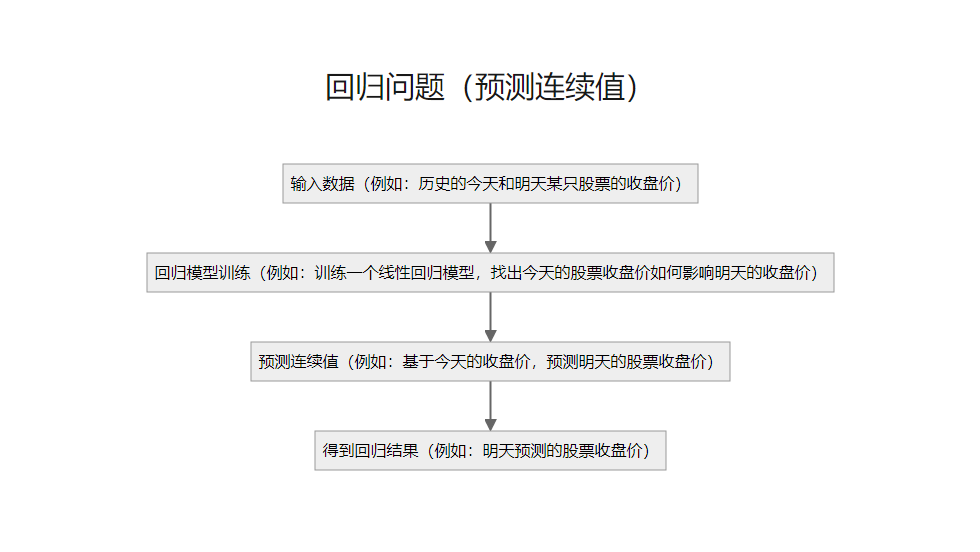 回归问题（预测连续值）
输入数据（例如：历史的今天和明天某只股票的收盘价）
回归模型训练（例如：训练一个线性回归模型，找出今天的股票收盘价如何影响明天的收盘价）
预测连续值（例如：基于今天的收盘价，预测明天的股票收盘价）
得到回归结果（例如：明天预测的股票收盘价）